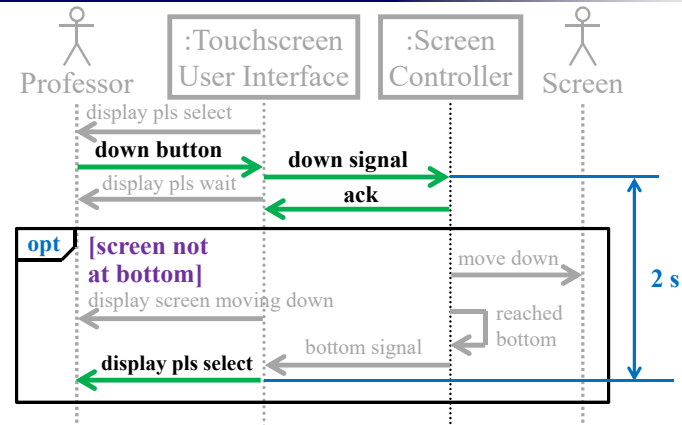 :Touchscreen
User Interface
:Screen
Controller
Professor
Screen
display pls select
down button
down signal
display pls wait
ack
opt
[screen not
at bottom]
move down
2 s
display screen moving down
reached
bottom
bottom signal
display pls select